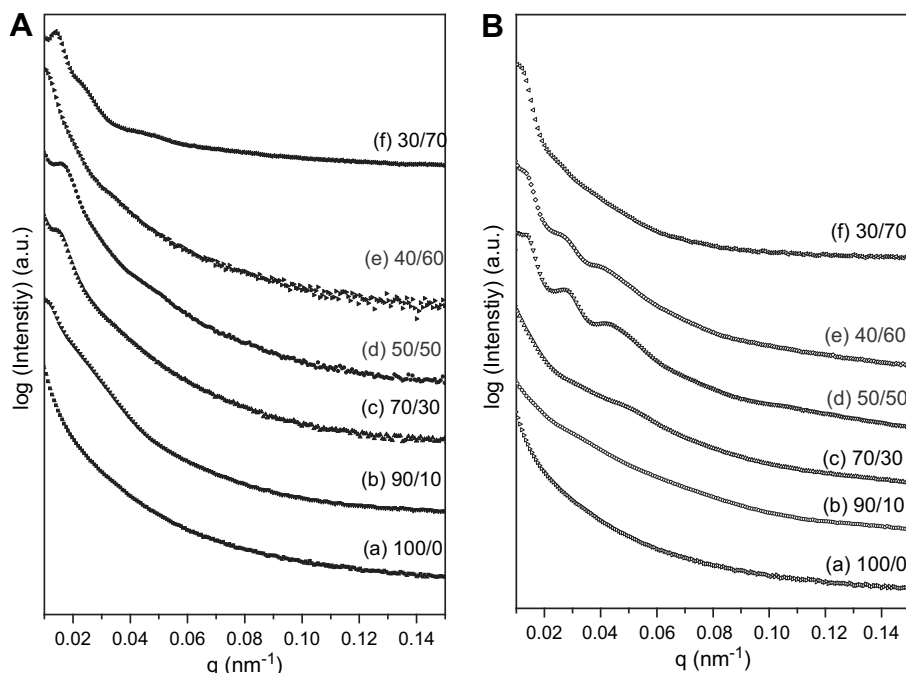 A
log (Intenstiy) (a.u.)
(f) 30/70
(e) 40/60
(d) 50/50
(c) 70/30
(b) 90/10
(a) 100/0
0.02 0.04 0.06 0.08 0.10 0.12 0.14
q (nm⁻¹)
B
log (Intenstiy) (a.u.)
(f) 30/70
(e) 40/60
(d) 50/50
(c) 70/30
(b) 90/10
(a) 100/0
0.02 0.04 0.06 0.08 0.10 0.12 0.14
q (nm⁻¹)